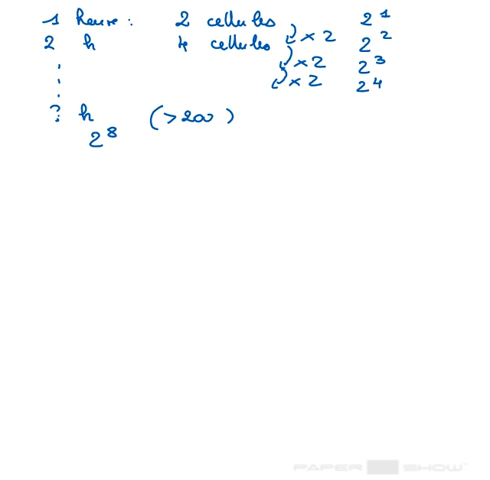 1 heure : 2 cellules 2^1
2 h 4 cellules × 2 2^2
× 2 2^3
× 2 2^4
? h (> 200)
2^8
PAPER SHOW